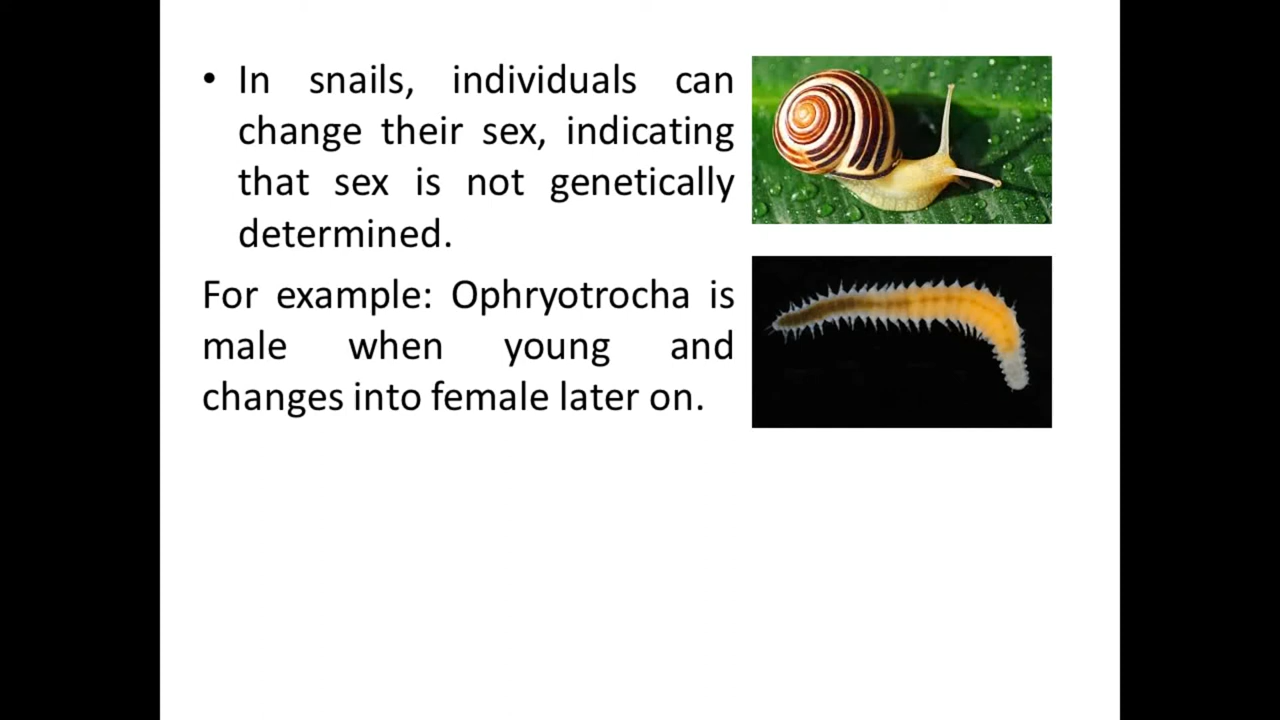 • In snails, individuals can
change their sex, indicating
that sex is not genetically
determined.
For example: Ophryotrocha is
male when young and
changes into female later on.